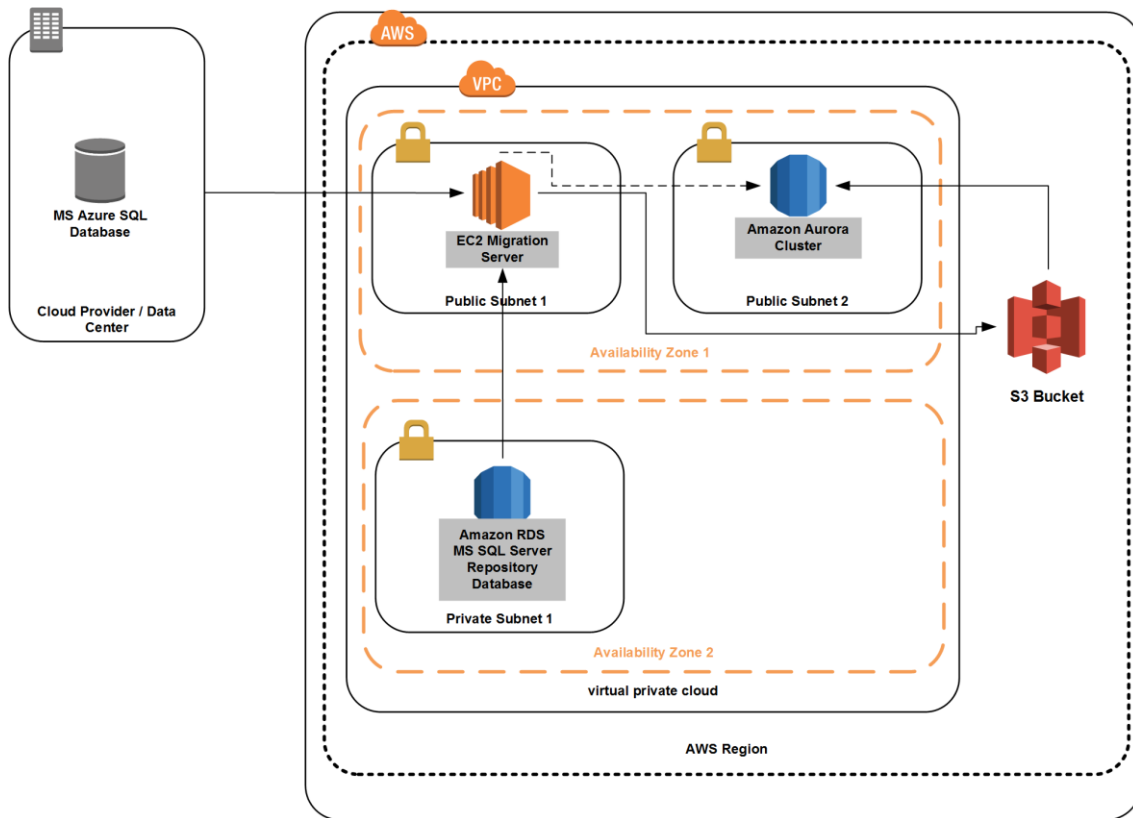 AWS
VPC
MS Azure SQL
Database
Cloud Provider / Data
Center
EC2 Migration
Server
Public Subnet 1
Amazon Aurora
Cluster
Public Subnet 2
Availability Zone 1
S3 Bucket
Amazon RDS
MS SQL Server
Repository
Database
Private Subnet 1
Availability Zone 2
virtual private cloud
AWS Region